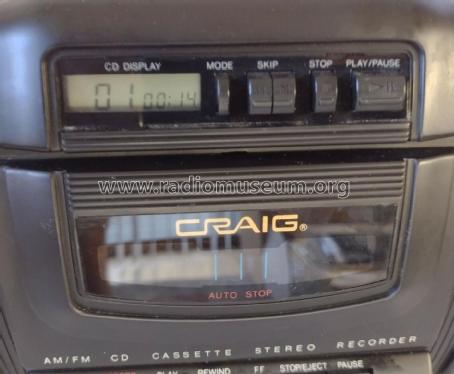 CD DISPLAY MODE SKIP STOP PLAY/PAUSE
01 00:14
www.radiomuseum.org
CRAIG®
AUTO STOP
AM/FM CD CASSETTE STEREO RECORDER
PLAY REWIND FF STOP/EJECT PAUSE